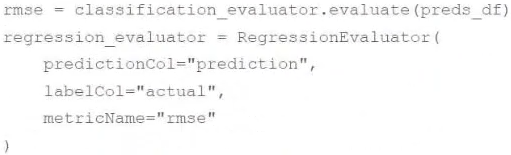 rmse = classification_evaluator.evaluate(preds_df)
regression_evaluator = RegressionEvaluator(
    predictionCol="prediction",
    labelCol="actual",
    metricName="rmse"
)